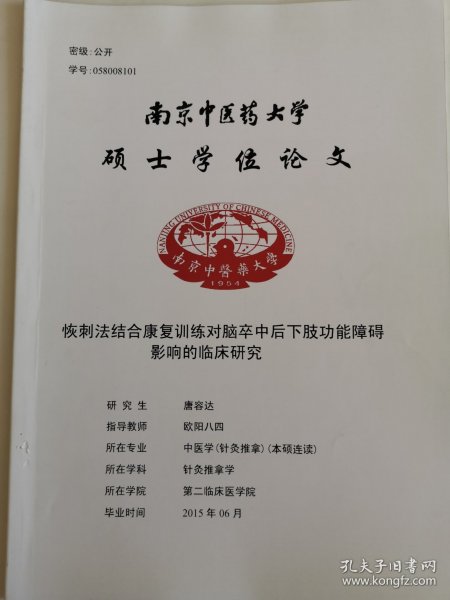 密级:公开
学号:058008101
南京中医药大学
硕士学位论文
NANJING UNIVERSITY OF CHINESE MEDICINE
南京中醫藥大学
1954
恢刺法结合康复训练对脑卒中后下肢功能障碍
影响的临床研究
研究生 唐容达
指导教师 欧阳八四
所在专业 中医学(针灸推拿)(本硕连读)
所在学科 针灸推拿学
所在学院 第二临床医学院
毕业时间 2015年06月
孔夫子旧书网
www.kongfz.com